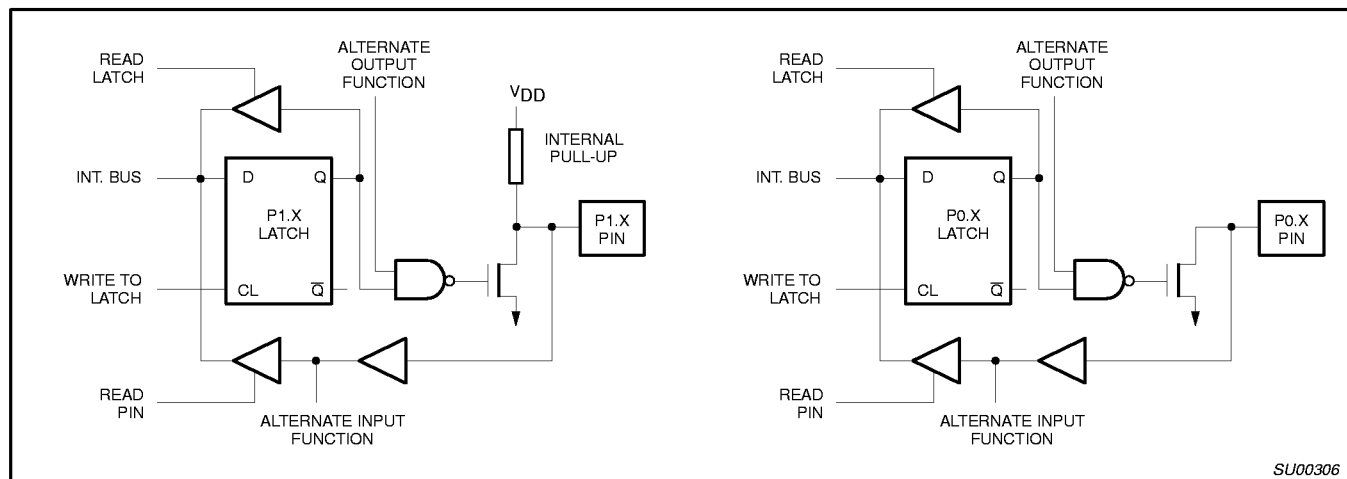 READ
LATCH
ALTERNATE
OUTPUT
FUNCTION
VDD
INTERNAL
PULL-UP
INT. BUS
D
Q
P1.X
LATCH
P1.X
PIN
WRITE TO
LATCH
CL
Q̅
READ
PIN
ALTERNATE INPUT
FUNCTION
READ
LATCH
ALTERNATE
OUTPUT
FUNCTION
INT. BUS
D
Q
P0.X
LATCH
P0.X
PIN
WRITE TO
LATCH
CL
Q̅
READ
PIN
ALTERNATE INPUT
FUNCTION
SU00306